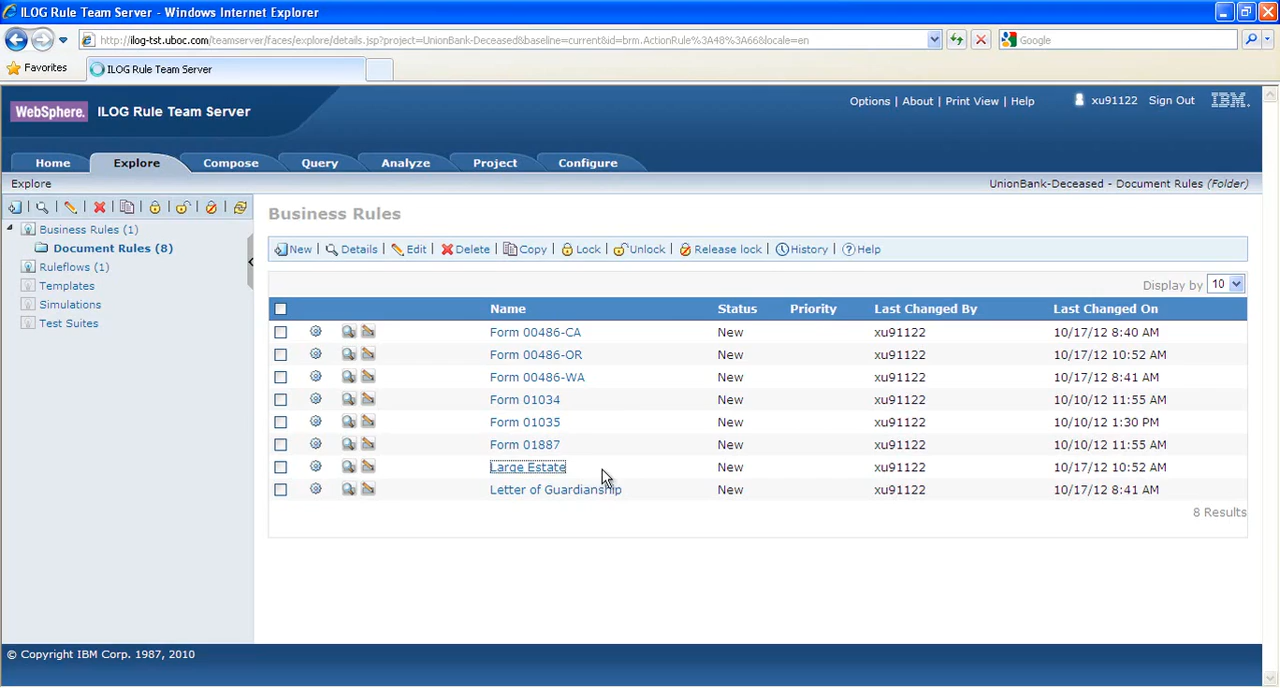 ILOG Rule Team Server - Windows Internet Explorer
http://ilog-tst.uboc.com/teamserver/faces/explore/details.jsp?project=UnionBank-Deceased&baseline=current&id=brm.ActionRule%3A48%3A66&locale=en
Google
Favorites
ILOG Rule Team Server
WebSphere. ILOG Rule Team Server
Options | About | Print View | Help
xu91122 Sign Out IBM.
Home Explore Compose Query Analyze Project Configure
Explore
UnionBank-Deceased - Document Rules (Folder)
Business Rules (1)
Document Rules (8)
Ruleflows (1)
Templates
Simulations
Test Suites
Business Rules
New | Details | Edit | Delete | Copy | Lock | Unlock | Release lock | History | Help
Display by 10
Name Status Priority Last Changed By Last Changed On
Form 00486-CA New xu91122 10/17/12 8:40 AM
Form 00486-OR New xu91122 10/17/12 10:52 AM
Form 00486-WA New xu91122 10/17/12 8:41 AM
Form 01034 New xu91122 10/10/12 11:55 AM
Form 01035 New xu91122 10/10/12 1:30 PM
Form 01887 New xu91122 10/10/12 11:55 AM
Large Estate New xu91122 10/17/12 10:52 AM
Letter of Guardianship New xu91122 10/17/12 8:41 AM
8 Results
© Copyright IBM Corp. 1987, 2010